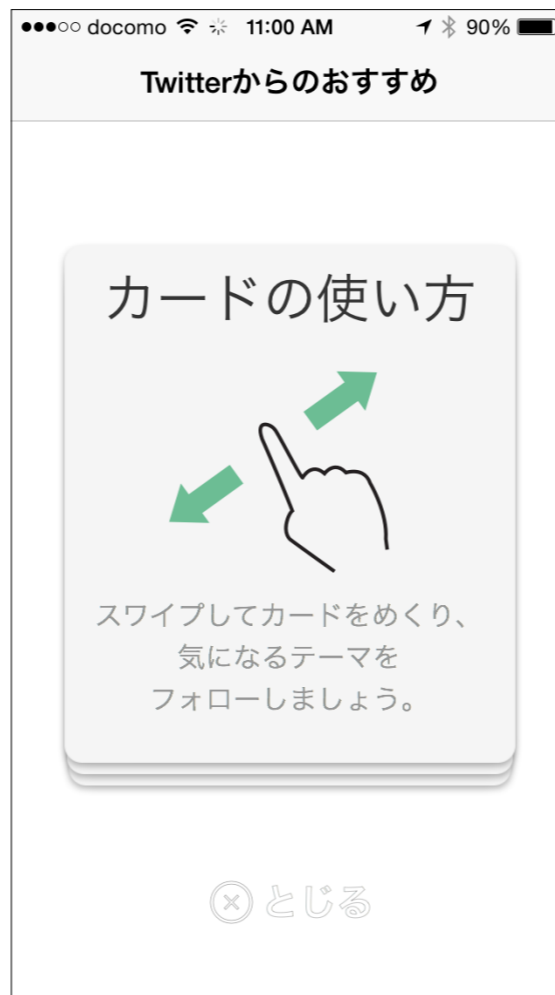 docomo 11:00 AM 90%
Twitterからのおすすめ
カードの使い方
スワイプしてカードをめくり、
気になるテーマを
フォローしましょう。
とじる